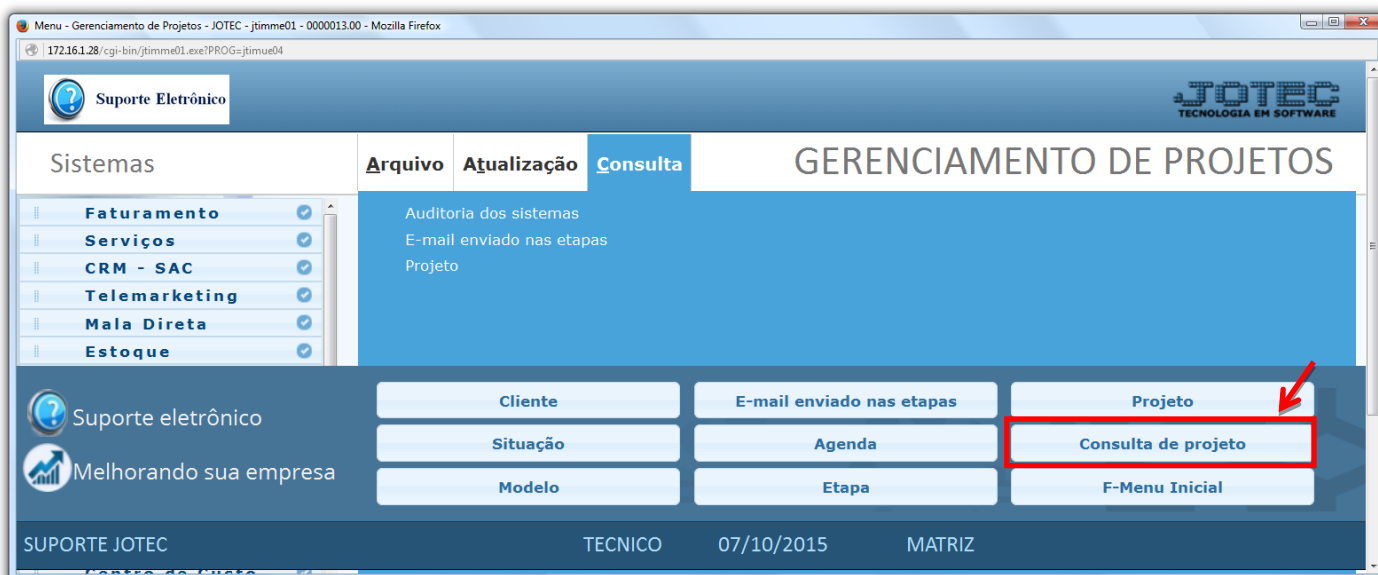 Menu - Gerenciamento de Projetos - JOTEC - jtimme01 - 0000013.00 - Mozilla Firefox
172.16.1.28/cgi-bin/jtimme01.exe?PROG=jtimue04
Suporte Eletrônico
JOTEC
TECNOLOGIA EM SOFTWARE
Sistemas
Arquivo Atualização Consulta
GERENCIAMENTO DE PROJETOS
Faturamento
Serviços
CRM - SAC
Telemarketing
Mala Direta
Estoque
Auditoria dos sistemas
E-mail enviado nas etapas
Projeto
Suporte eletrônico
Melhorando sua empresa
Cliente E-mail enviado nas etapas Projeto
Situação Agenda Consulta de projeto
Modelo Etapa F-Menu Inicial
SUPORTE JOTEC TECNICO 07/10/2015 MATRIZ
Centro de Custo